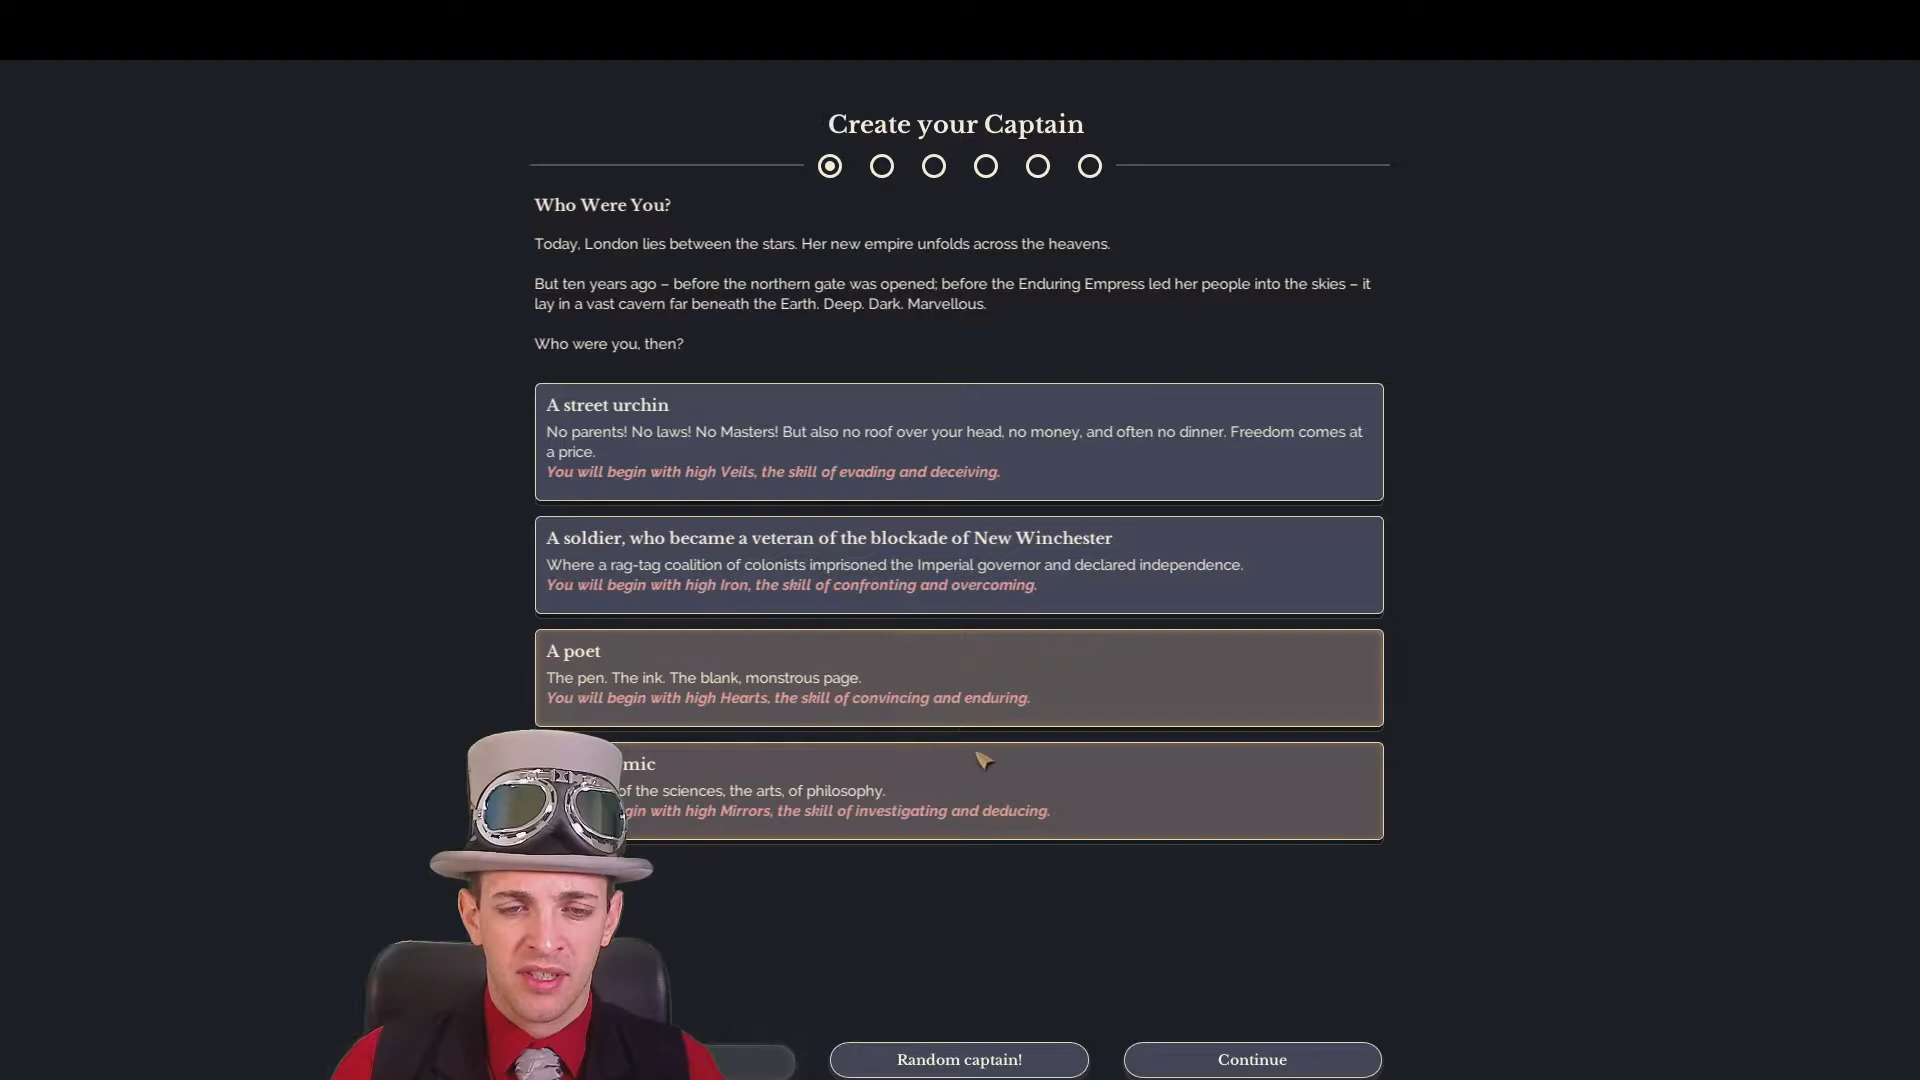 Create your Captain
Who Were You?
Today, London lies between the stars. Her new empire unfolds across the heavens.
But ten years ago – before the northern gate was opened; before the Enduring Empress led her people into the skies – it
lay in a vast cavern far beneath the Earth. Deep. Dark. Marvellous.
Who were you, then?
A street urchin
No parents! No laws! No Masters! But also no roof over your head, no money, and often no dinner. Freedom comes at
a price.
You will begin with high Veils, the skill of evading and deceiving.
A soldier, who became a veteran of the blockade of New Winchester
Where a rag-tag coalition of colonists imprisoned the Imperial governor and declared independence.
You will begin with high Iron, the skill of confronting and overcoming.
A poet
The pen. The ink. The blank, monstrous page.
You will begin with high Hearts, the skill of convincing and enduring.
mic
of the sciences, the arts, of philosophy.
gin with high Mirrors, the skill of investigating and deducing.
Random captain!
Continue